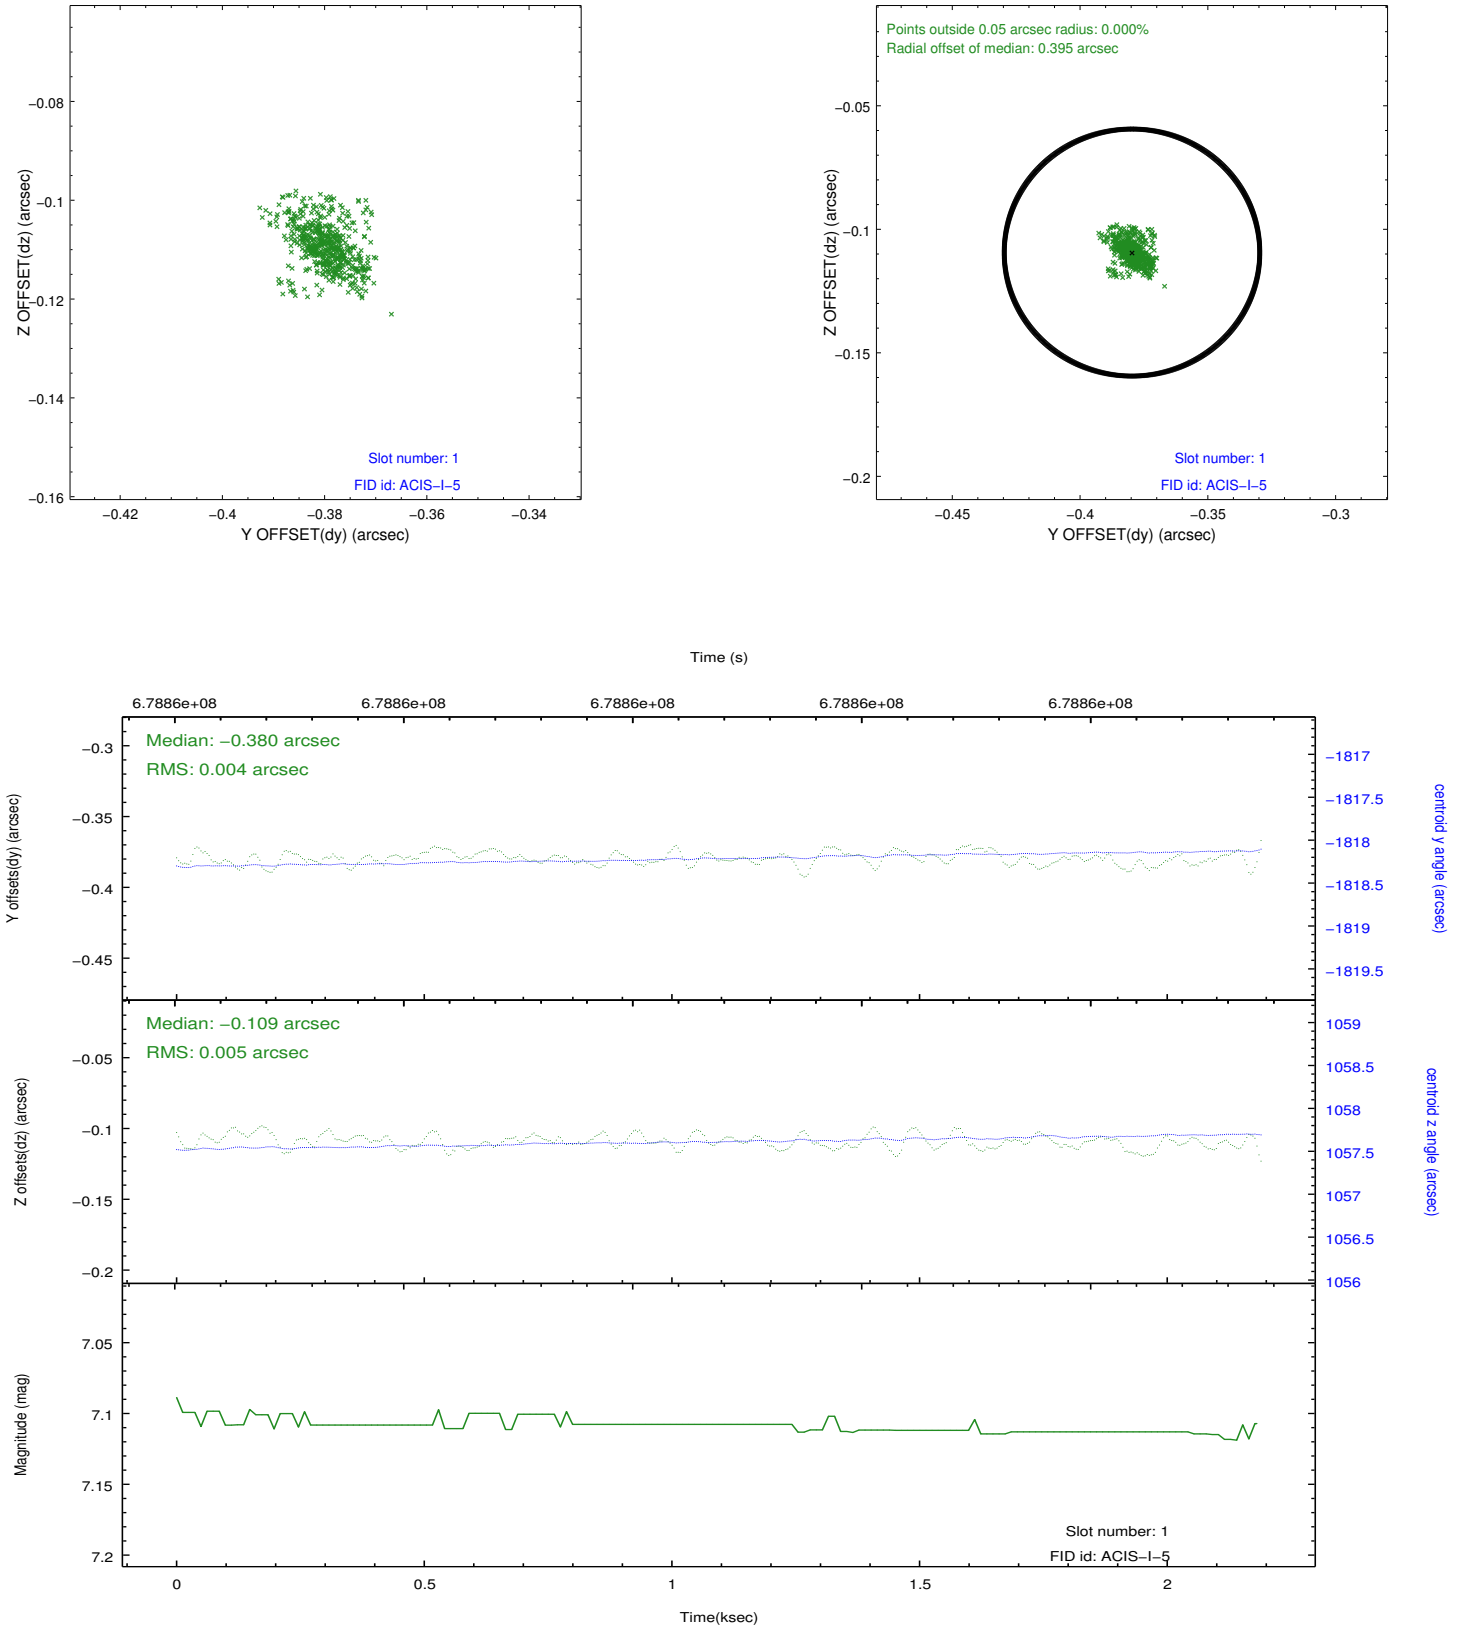 −0.08
−0.1
−0.12
−0.14
−0.16
Z OFFSET(dz) (arcsec)
Slot number: 1
FID id: ACIS−I−5
−0.42 −0.4 −0.38 −0.36 −0.34
Y OFFSET(dy) (arcsec)
Points outside 0.05 arcsec radius: 0.000%
Radial offset of median: 0.395 arcsec
−0.05
−0.1
−0.15
−0.2
Z OFFSET(dz) (arcsec)
Slot number: 1
FID id: ACIS−I−5
−0.45 −0.4 −0.35 −0.3
Y OFFSET(dy) (arcsec)
Time (s)
6.7886e+08 6.7886e+08 6.7886e+08 6.7886e+08 6.7886e+08
Median: −0.380 arcsec
RMS: 0.004 arcsec
−0.3
−0.35
−0.4
−0.45
Y offsets(dy) (arcsec)
−1817
−1817.5
−1818
−1818.5
−1819
−1819.5
centroid y angle (arcsec)
Median: −0.109 arcsec
RMS: 0.005 arcsec
−0.05
−0.1
−0.15
−0.2
Z offsets(dz) (arcsec)
1059
1058.5
1058
1057.5
1057
1056.5
1056
centroid z angle (arcsec)
7.05
7.1
7.15
7.2
Magnitude (mag)
Slot number: 1
FID id: ACIS−I−5
0 0.5 1 1.5 2
Time(ksec)